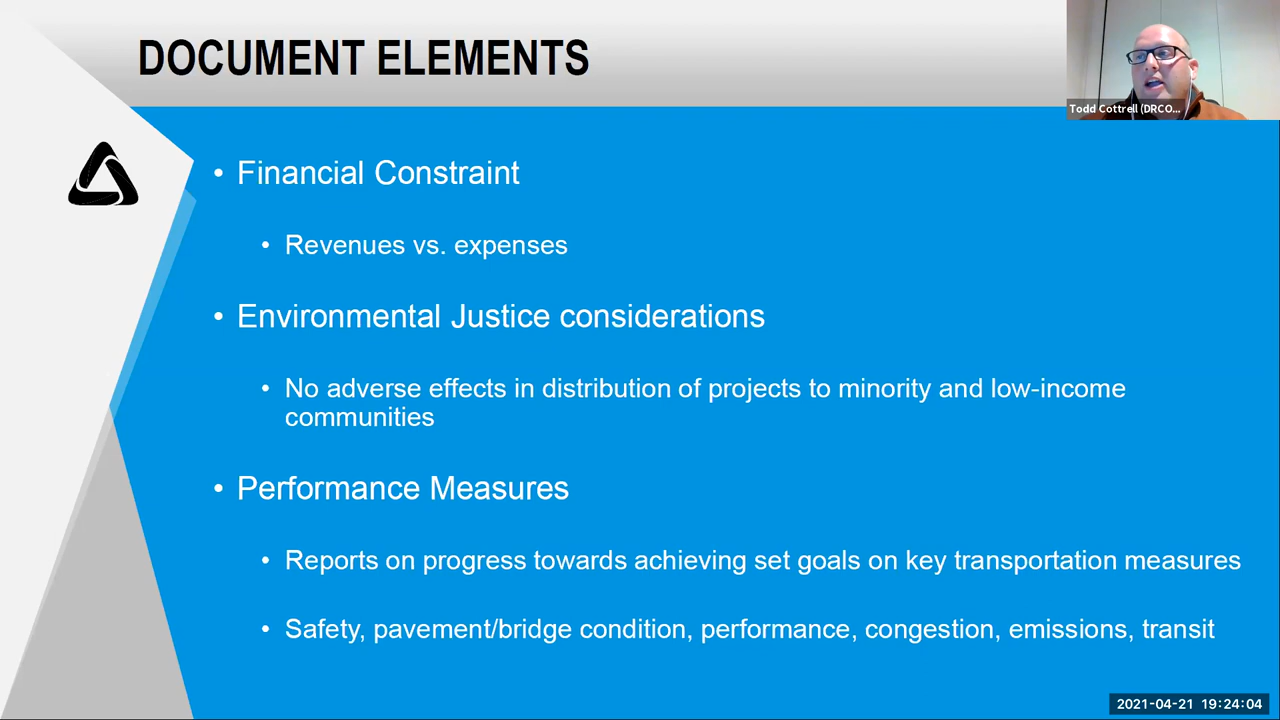 DOCUMENT ELEMENTS
Todd Cottrell (DRCO...
• Financial Constraint
• Revenues vs. expenses
• Environmental Justice considerations
• No adverse effects in distribution of projects to minority and low-income
communities
• Performance Measures
• Reports on progress towards achieving set goals on key transportation measures
• Safety, pavement/bridge condition, performance, congestion, emissions, transit
2021-04-21 19:24:04